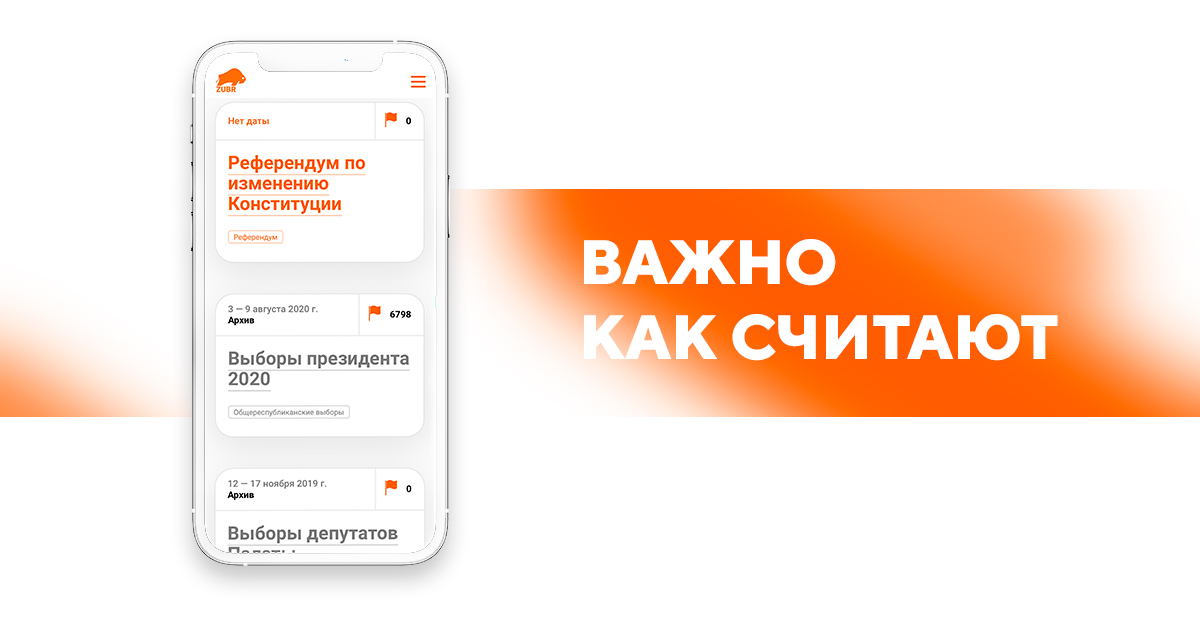 ZUBR
Нет даты
0
Референдум по
изменению
Конституции
Референдум
3 — 9 августа 2020 г.
Архив
6798
Выборы президента
2020
Общереспубликанские выборы
12 — 17 ноября 2019 г.
Архив
0
Выборы депутатов
Палаты
ВАЖНО
КАК СЧИТАЮТ